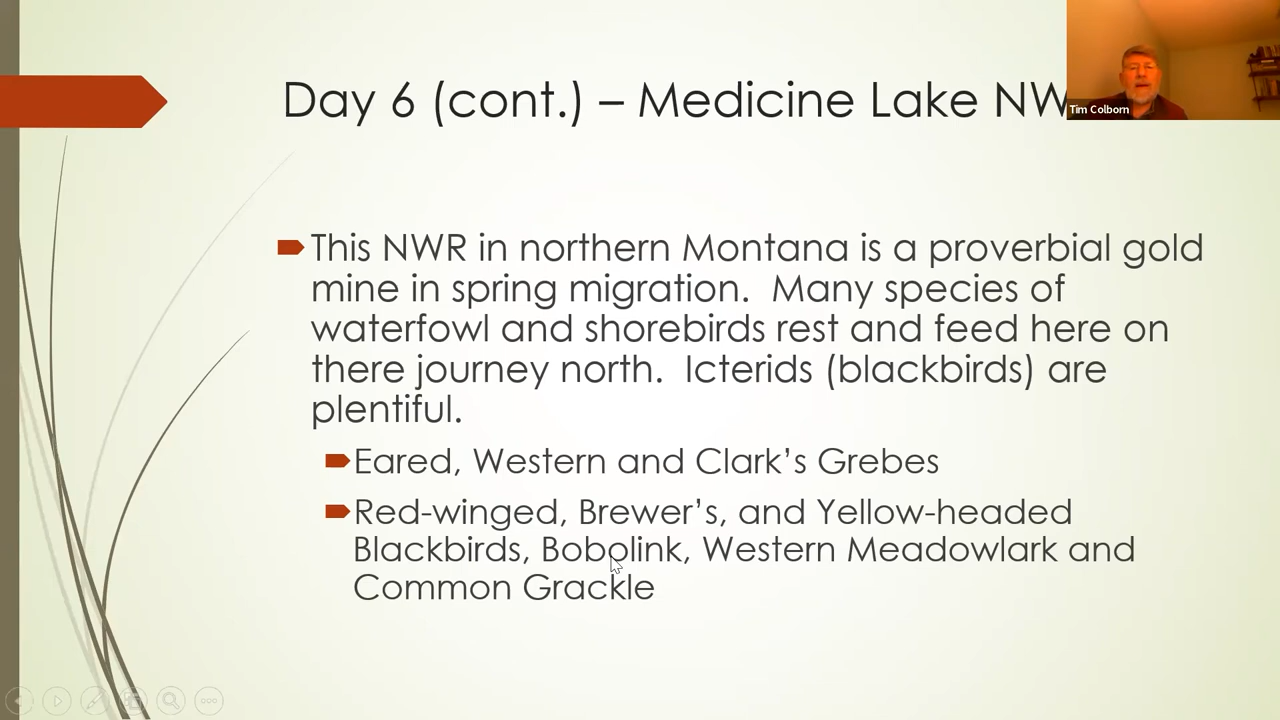 Day 6 (cont.) – Medicine Lake NW
Tim Colborn
This NWR in northern Montana is a proverbial gold
mine in spring migration.  Many species of
waterfowl and shorebirds rest and feed here on
there journey north.  Icterids (blackbirds) are
plentiful.
Eared, Western and Clark's Grebes
Red-winged, Brewer's, and Yellow-headed
Blackbirds, Bobolink, Western Meadowlark and
Common Grackle